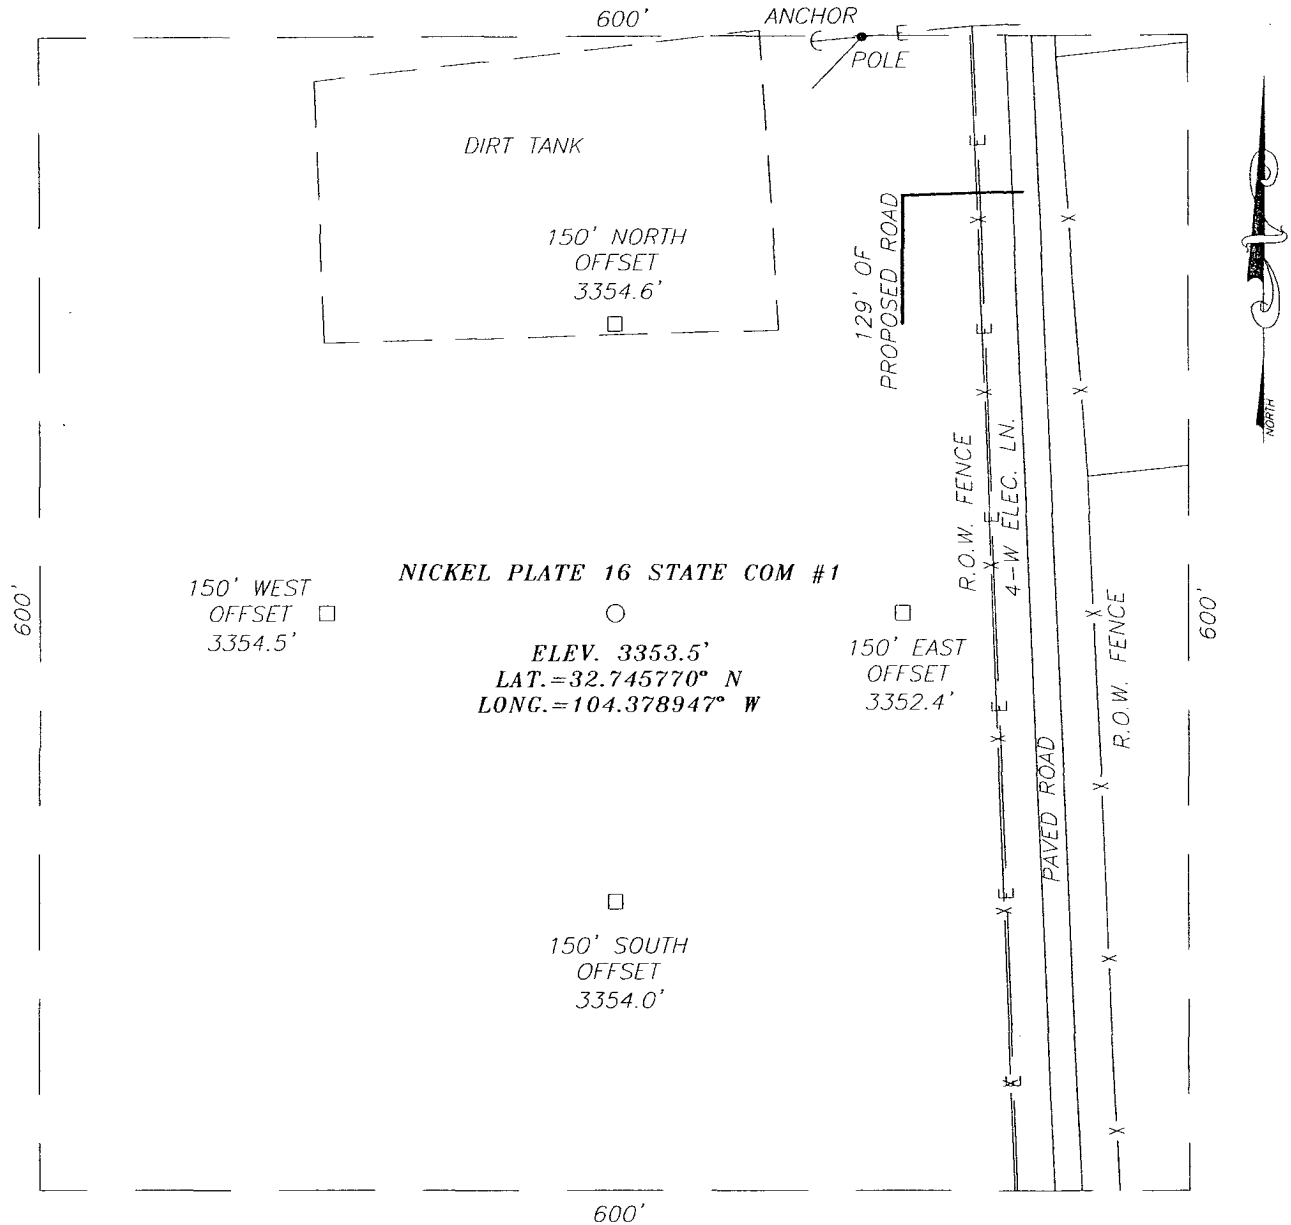 600'
ANCHOR
E
POLE
DIRT TANK
150' NORTH
OFFSET
3354.6'
129' OF
PROPOSED ROAD
NORTH
R.O.W. FENCE
4-W ELEC. LN.
NICKEL PLATE 16 STATE COM #1
150' WEST
OFFSET
3354.5'
600'
ELEV. 3353.5'
LAT.=32.745770° N
LONG.=104.378947° W
150' EAST
OFFSET
3352.4'
R.O.W. FENCE
600'
PAVED ROAD
150' SOUTH
OFFSET
3354.0'
600'